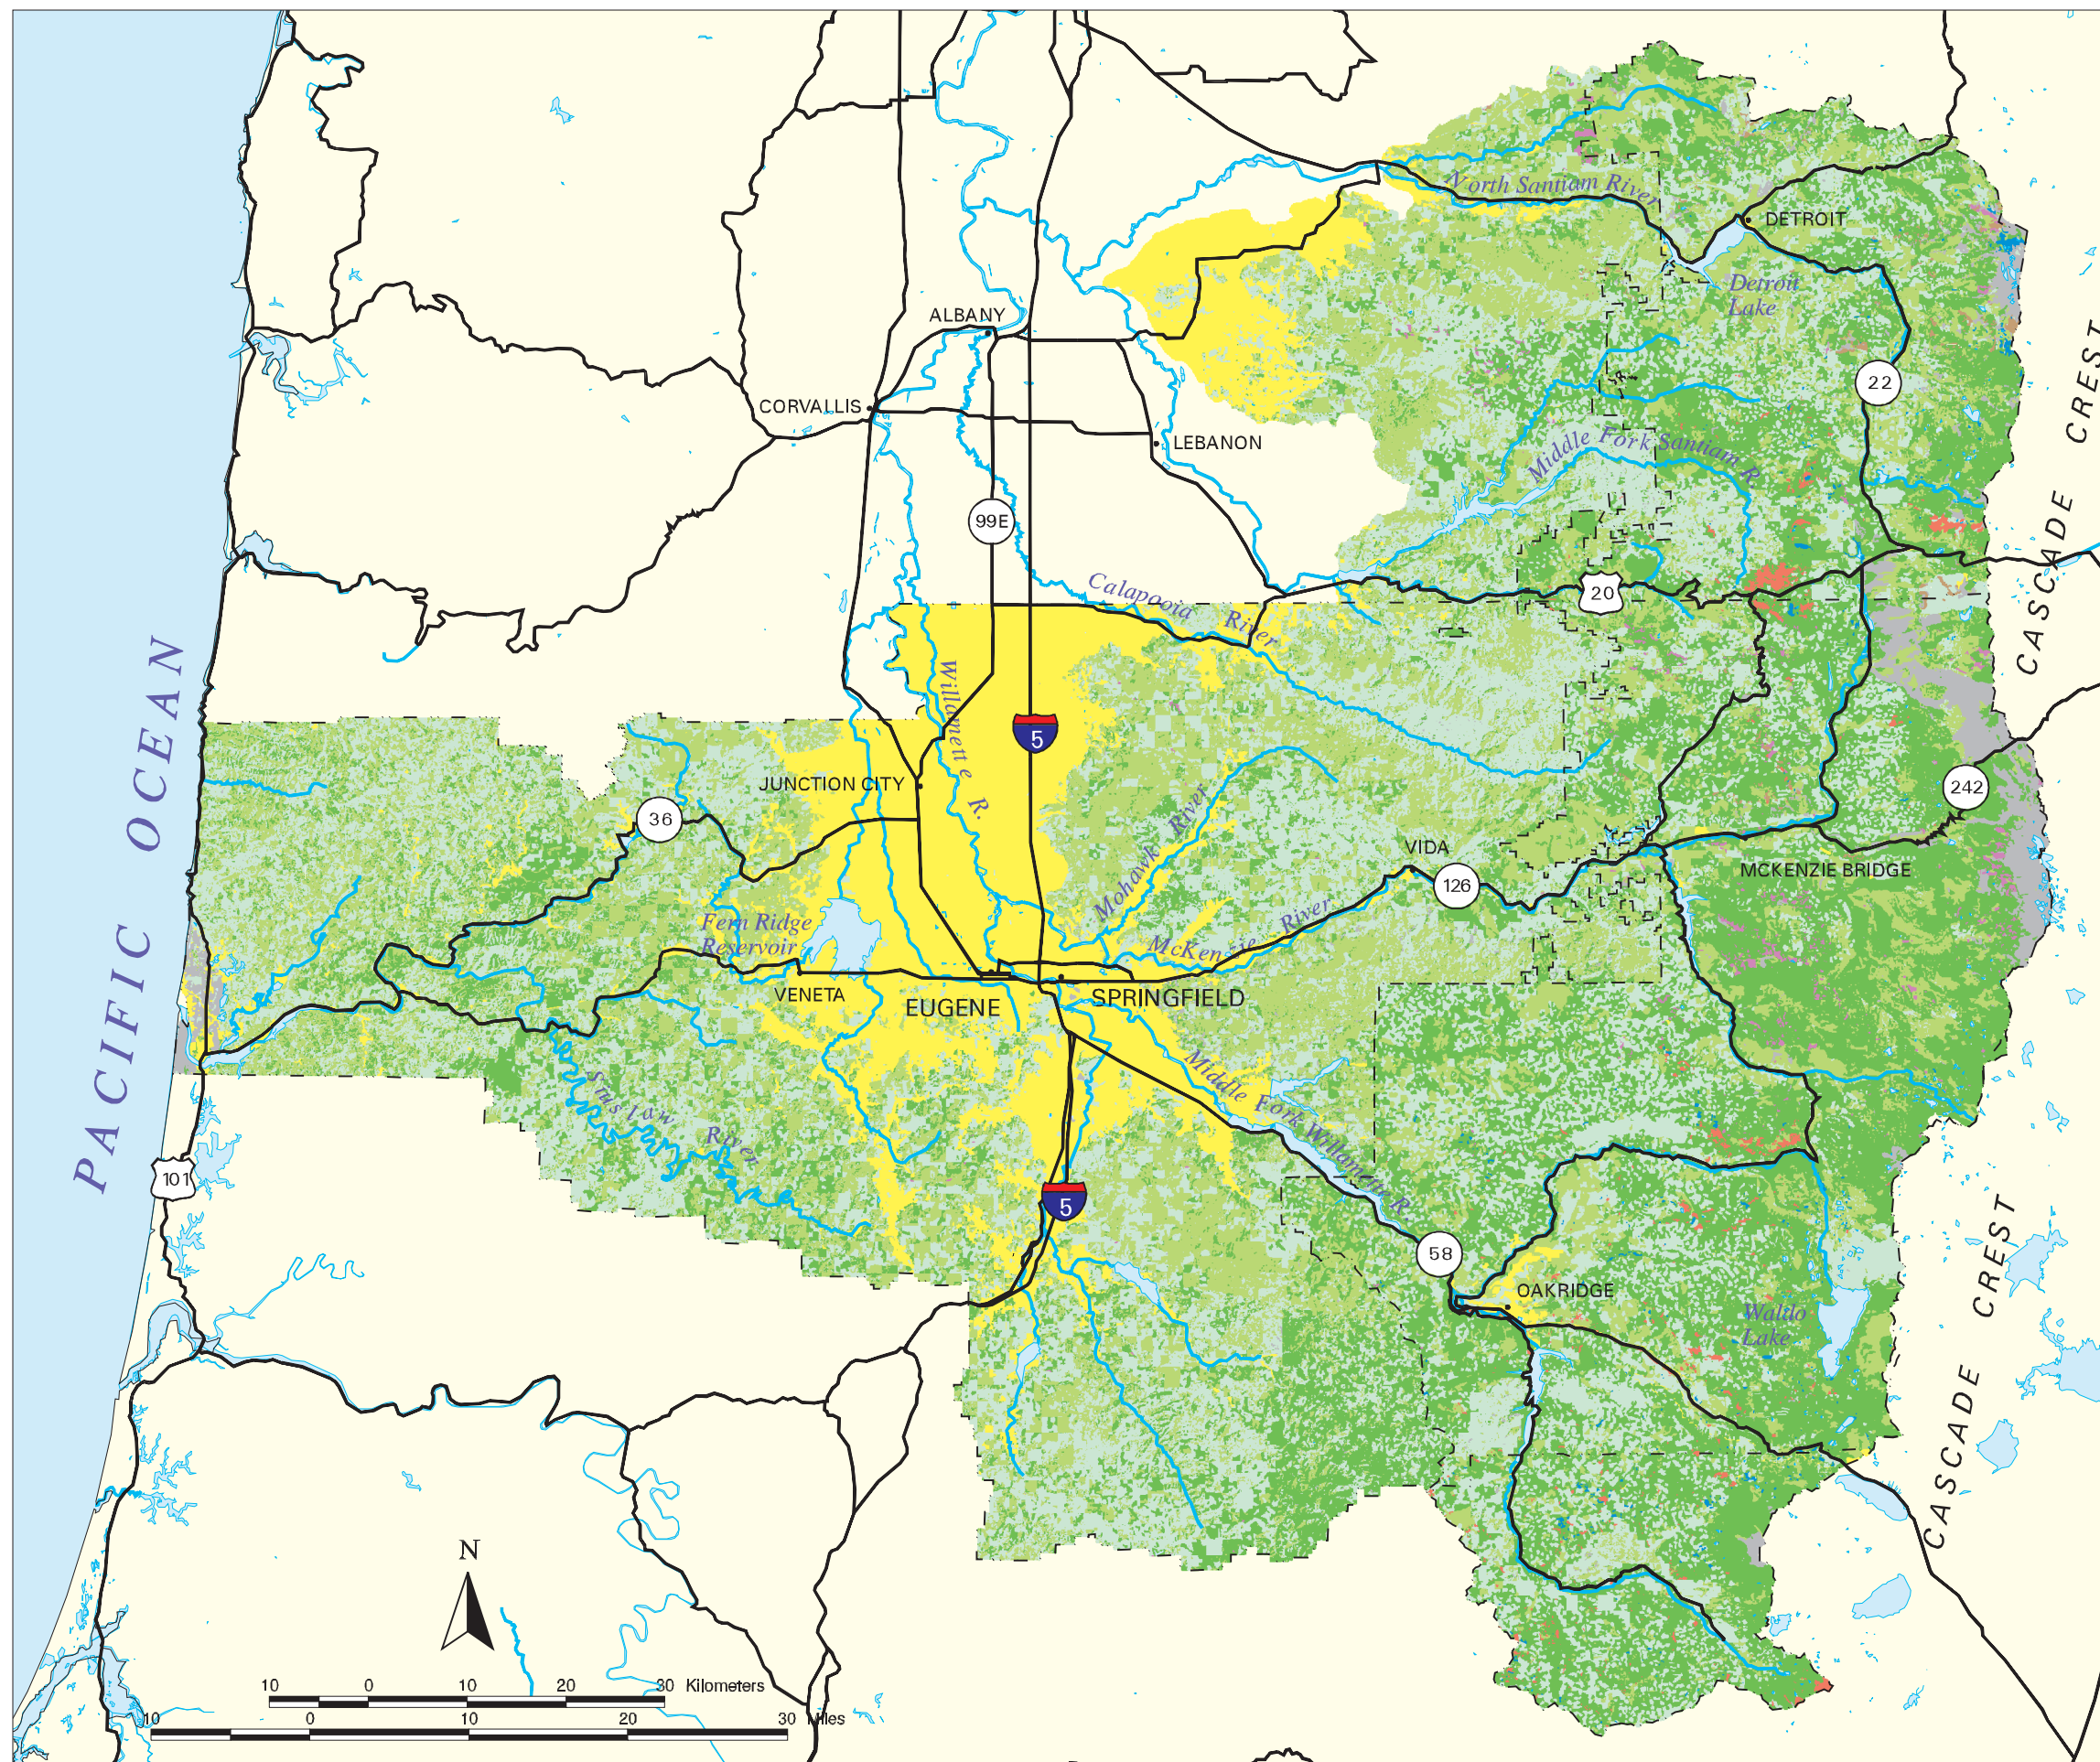 North Santiam River
DETROIT
Detroit
Lake
ALBANY
22
CASCADE CREST
CORVALLIS
LEBANON
Middle Fork Santiam R.
99E
20
Calapooia River
PACIFIC OCEAN
Willamette R.
5
JUNCTION CITY
242
36
Mohawk River
VIDA
126
MCKENZIE BRIDGE
Fern Ridge
Reservoir
McKenzie River
VENETA
EUGENE
SPRINGFIELD
Middle Fork Willamette R.
Siuslaw River
101
5
58
OAKRIDGE
Waldo
Lake
CASCADE CREST
N
10 0 10 20 30 Kilometers
10 0 10 20 30 Miles